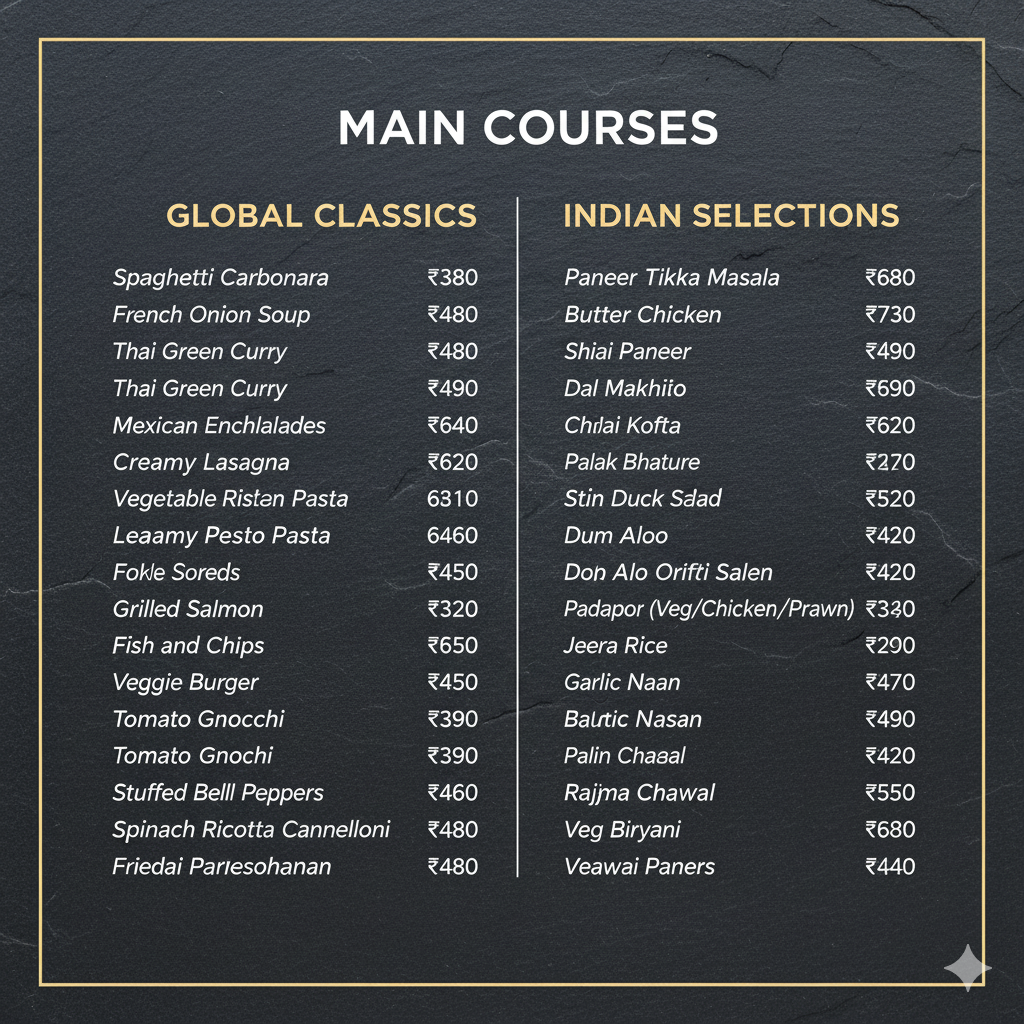 MAIN COURSES
GLOBAL CLASSICS
Spaghetti Carbonara ₹380
French Onion Soup ₹480
Thai Green Curry ₹480
Thai Green Curry ₹490
Mexican Enchlalades ₹640
Creamy Lasagna ₹620
Vegetable Ristan Pasta 6310
Leaamy Pesto Pasta 6460
Fokle Soreds ₹450
Grilled Salmon ₹320
Fish and Chips ₹650
Veggie Burger ₹450
Tomato Gnocchi ₹390
Tomato Gnochi ₹390
Stuffed Belll Peppers ₹460
Spinach Ricotta Cannelloni ₹480
Friedai Parresohanan ₹480
INDIAN SELECTIONS
Paneer Tikka Masala ₹680
Butter Chicken ₹730
Shiai Paneer ₹490
Dal Makhiło ₹690
Kofta ₹620
Palak Bhature ₹270
Stin Duck Salad ₹520
Dum Aloo ₹420
Don Alo Orifti Salen ₹420
Padapor (Veg/Chicken/Prawn)
Jeera Rice ₹290
Garlic Naan ₹470
Nasan ₹490
Palin Chaaal ₹420
Rajjma Chawal ₹550
Veg Biryani ₹680
Veawai Paners ₹440